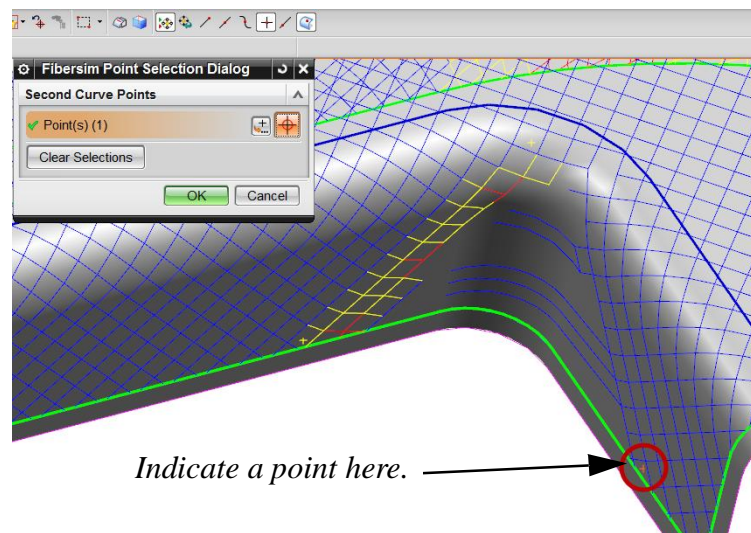 Fibersim Point Selection Dialog
Second Curve Points
Point(s) (1)
Clear Selections
OK Cancel
Indicate a point here.